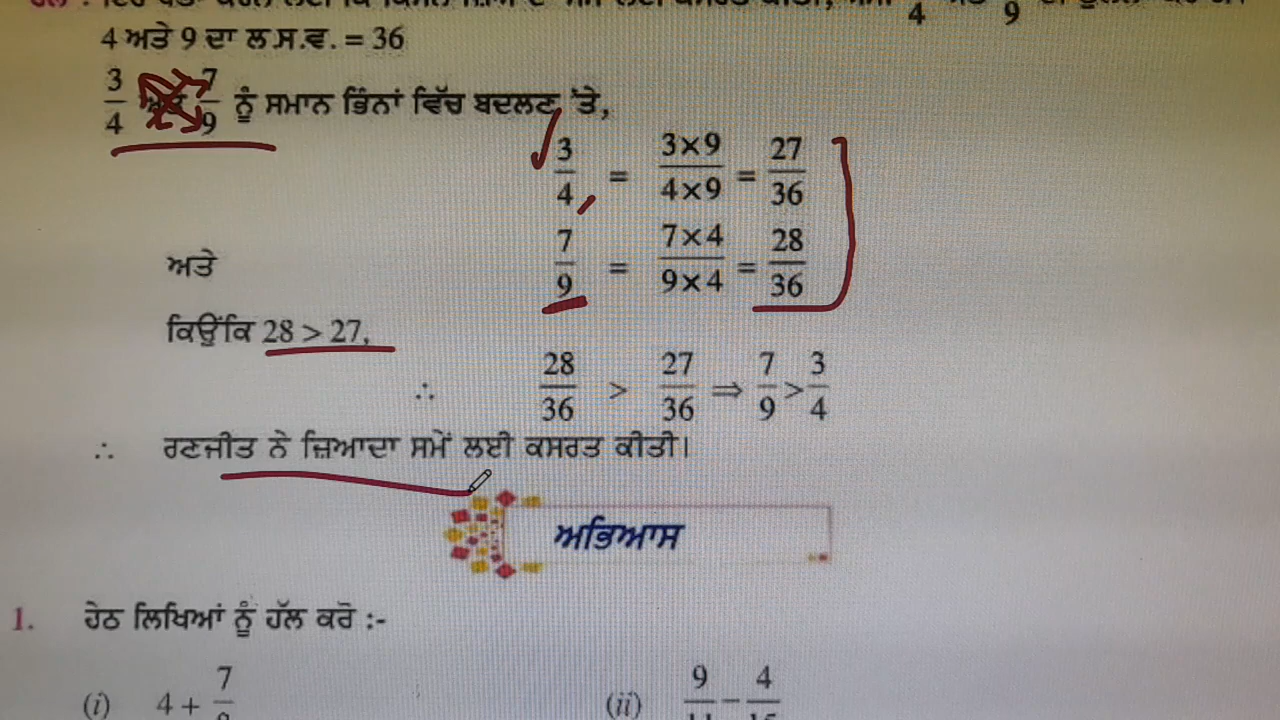 4 ਅਤੇ 9 ਦਾ ਲ.ਸ.ਵ. = 36
3/4 7/9 ਨੂੰ ਸਮਾਨ ਭਿੰਨਾਂ ਵਿੱਚ ਬਦਲਣ 'ਤੇ,
3/4 = 3×9/4×9 = 27/36
ਅਤੇ 7/9 = 7×4/9×4 = 28/36
ਕਿਉਂਕਿ 28 > 27,
∴ 28/36 > 27/36 ⇒ 7/9 > 3/4
∴ ਰਣਜੀਤ ਨੇ ਜ਼ਿਆਦਾ ਸਮੇਂ ਲਈ ਕਸਰਤ ਕੀਤੀ।
ਅਭਿਆਸ
1. ਹੇਠ ਲਿਖਿਆਂ ਨੂੰ ਹੱਲ ਕਰੋ :-
(i) 4 + 7 (ii) 9 − 4